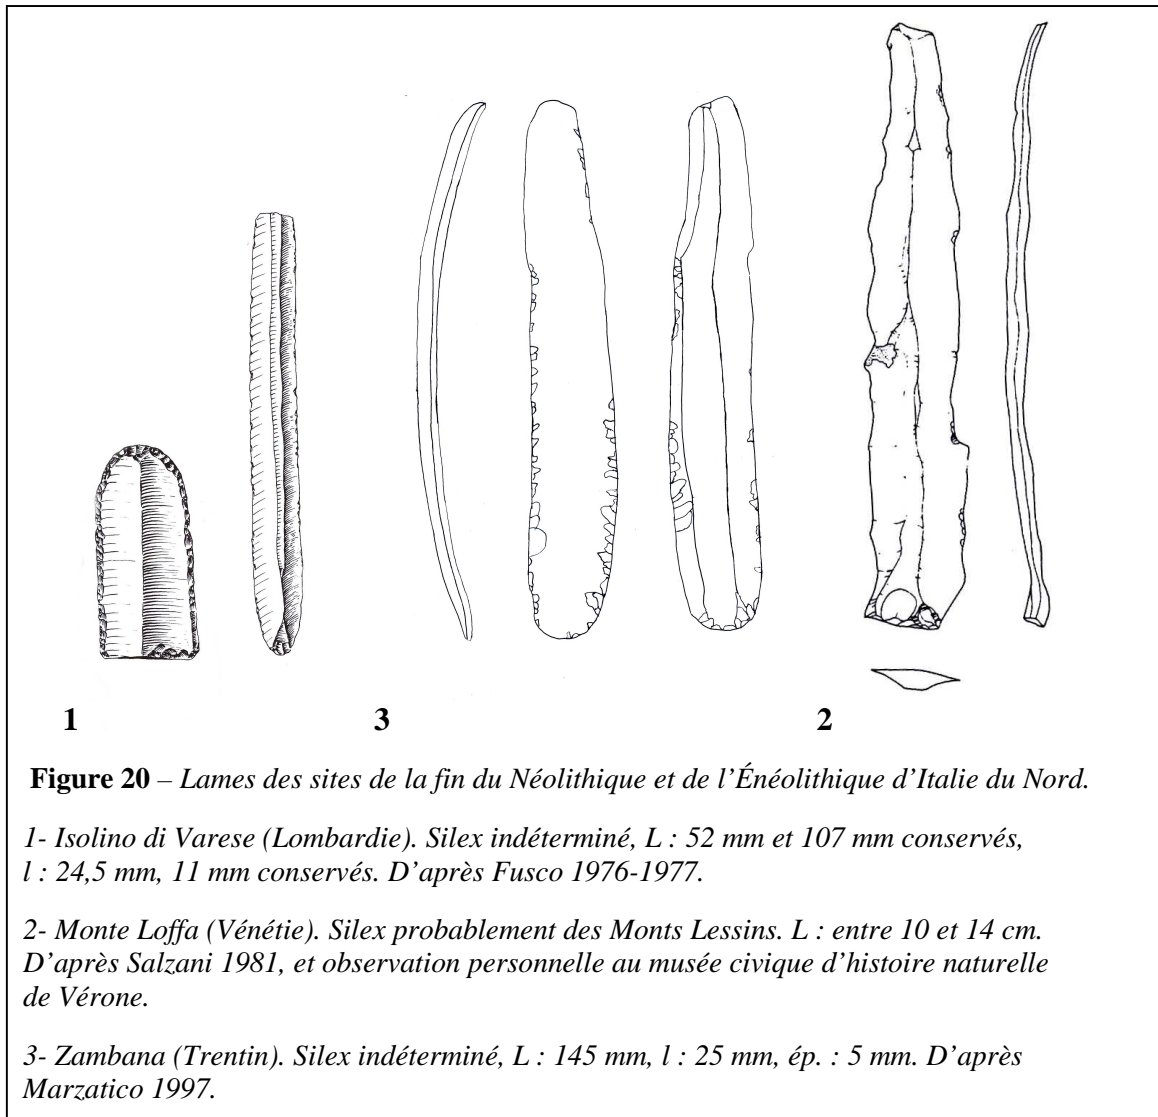 1 3 2
Figure 20 – Lames des sites de la fin du Néolithique et de l’Énéolithique d’Italie du Nord.
1- Isolino di Varese (Lombardie). Silex indéterminé, L : 52 mm et 107 mm conservés,
l : 24,5 mm, 11 mm conservés. D’après Fusco 1976-1977.
2- Monte Loffa (Vénétie). Silex probablement des Monts Lessins. L : entre 10 et 14 cm.
D’après Salzani 1981, et observation personnelle au musée civique d’histoire naturelle
de Vérone.
3- Zambana (Trentin). Silex indéterminé, L : 145 mm, l : 25 mm, ép. : 5 mm. D’après
Marzatico 1997.